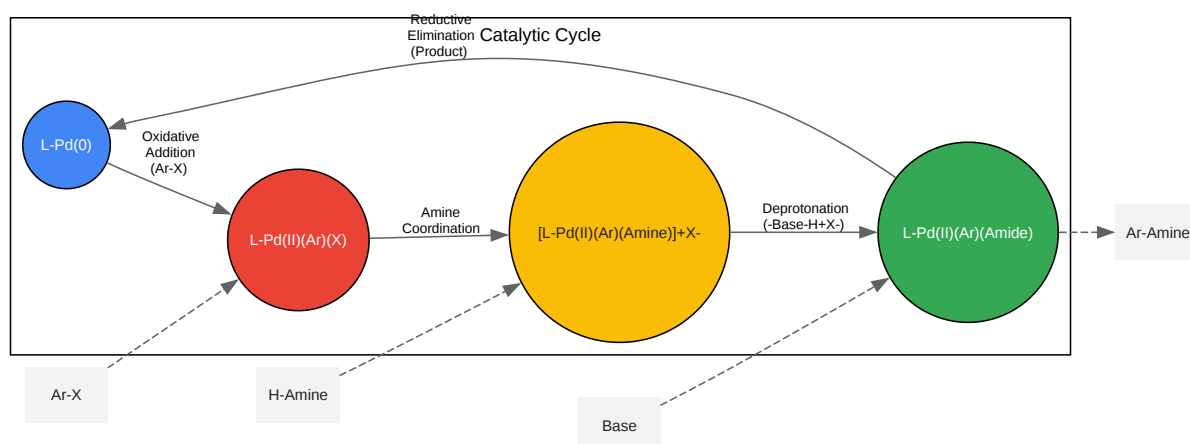 Reductive
Elimination
(Product)
Catalytic Cycle
L-Pd(0)
Oxidative
Addition
(Ar-X)
L-Pd(II)(Ar)(X)
Amine
Coordination
[L-Pd(II)(Ar)(Amine)]+X-
Deprotonation
(-Base-H+X-)
L-Pd(II)(Ar)(Amide)
Ar-Amine
Ar-X
H-Amine
Base